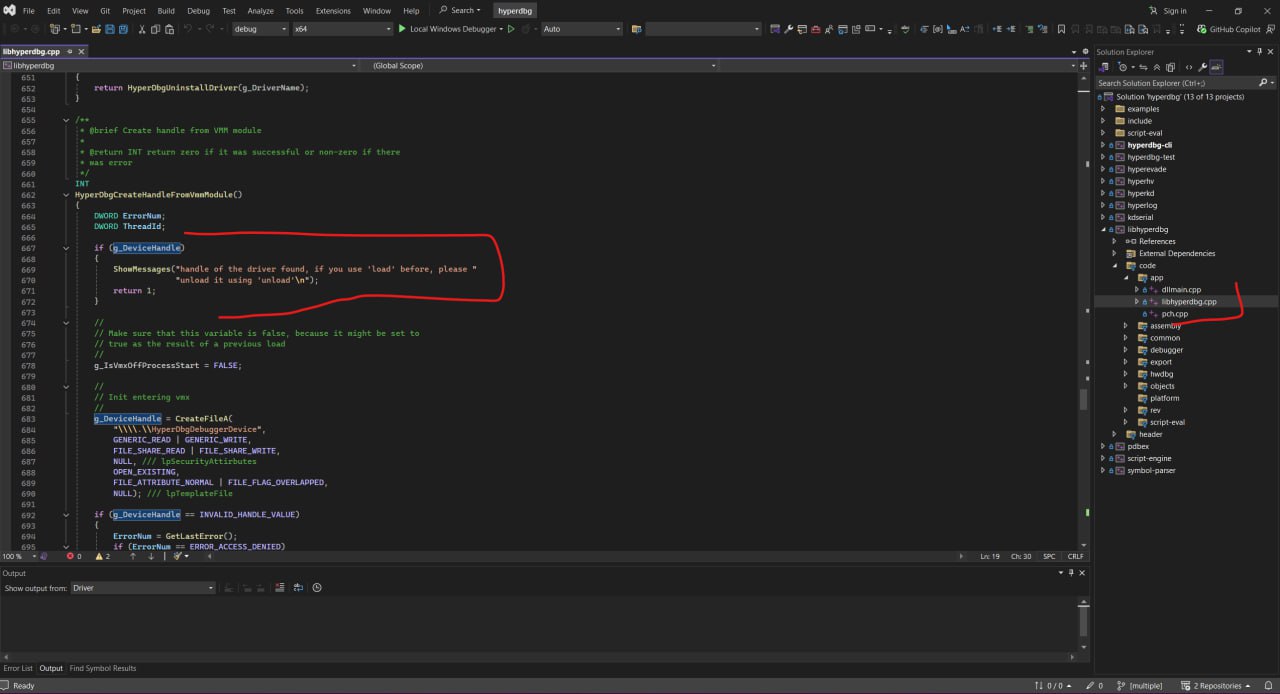 File Edit View Git Project Build Debug Test Analyze Tools Extensions Window Help Search hyperdbg Sign in
debug x64 Local Windows Debugger Auto GitHub Copilot
libhyperdbg.cpp
libhyperdbg (Global Scope)
651 {
652 return HyperDbgUninstallDriver(g_DriverName);
653 }
654
655 /**
656 * @brief Create handle from VMM module
657 *
658 * @return INT return zero if it was successful or non-zero if there
659 * was error
660 */
661 INT
662 HyperDbgCreateHandleFromVmmModule()
663 {
664 DWORD ErrorNum;
665 DWORD ThreadId;
666
667 if (g_DeviceHandle)
668 {
669 ShowMessages("handle of the driver found, if you use 'load' before, please "
670 "unload it using 'unload'\n");
671 return 1;
672 }
673
674 //
675 // Make sure that this variable is false, because it might be set to
676 // true as the result of a previous load
677 //
678 g_IsVmxOffProcessStart = FALSE;
679
680 //
681 // Init entering vmx
682 //
683 g_DeviceHandle = CreateFileA(
684 "\\\\.\\HyperDbgDebuggerDevice",
685 GENERIC_READ | GENERIC_WRITE,
686 FILE_SHARE_READ | FILE_SHARE_WRITE,
687 NULL, /// lpSecurityAttirbutes
688 OPEN_EXISTING,
689 FILE_ATTRIBUTE_NORMAL | FILE_FLAG_OVERLAPPED,
690 NULL); /// lpTemplateFile
691
692 if (g_DeviceHandle == INVALID_HANDLE_VALUE)
693 {
694 ErrorNum = GetLastError();
695 if (ErrorNum == ERROR_ACCESS_DENIED)
100 % 0 2 Ln: 19 Ch: 30 SPC CRLF
Output
Show output from: Driver
Error List Output Find Symbol Results
Ready 0 / 0 0 [multiple] 2 Repositories
Solution Explorer
Search Solution Explorer (Ctrl+;)
Solution 'hyperdbg' (13 of 13 projects)
examples
include
script-eval
hyperdbg-cli
hyperdbg-test
hyperevade
hyperhv
hyperkd
hyperlog
kdserial
libhyperdbg
References
External Dependencies
code
app
dllmain.cpp
libhyperdbg.cpp
pch.cpp
assembly
common
debugger
export
hwdbg
objects
platform
rev
script-eval
header
pdbex
script-engine
symbol-parser